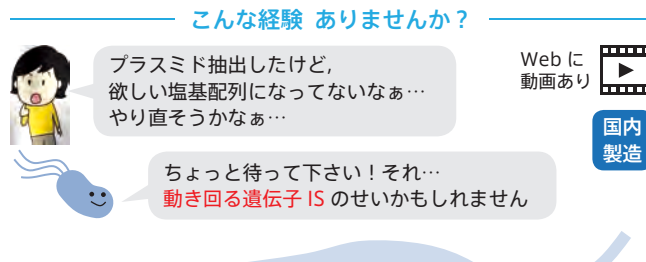 こんな経験 ありませんか？
プラスミド抽出したけど,
欲しい塩基配列になってないなぁ…
やり直そうかなぁ…
Web に
動画あり
国内
製造
ちょっと待って下さい！それ…
動き回る遺伝子 IS のせいかもしれません